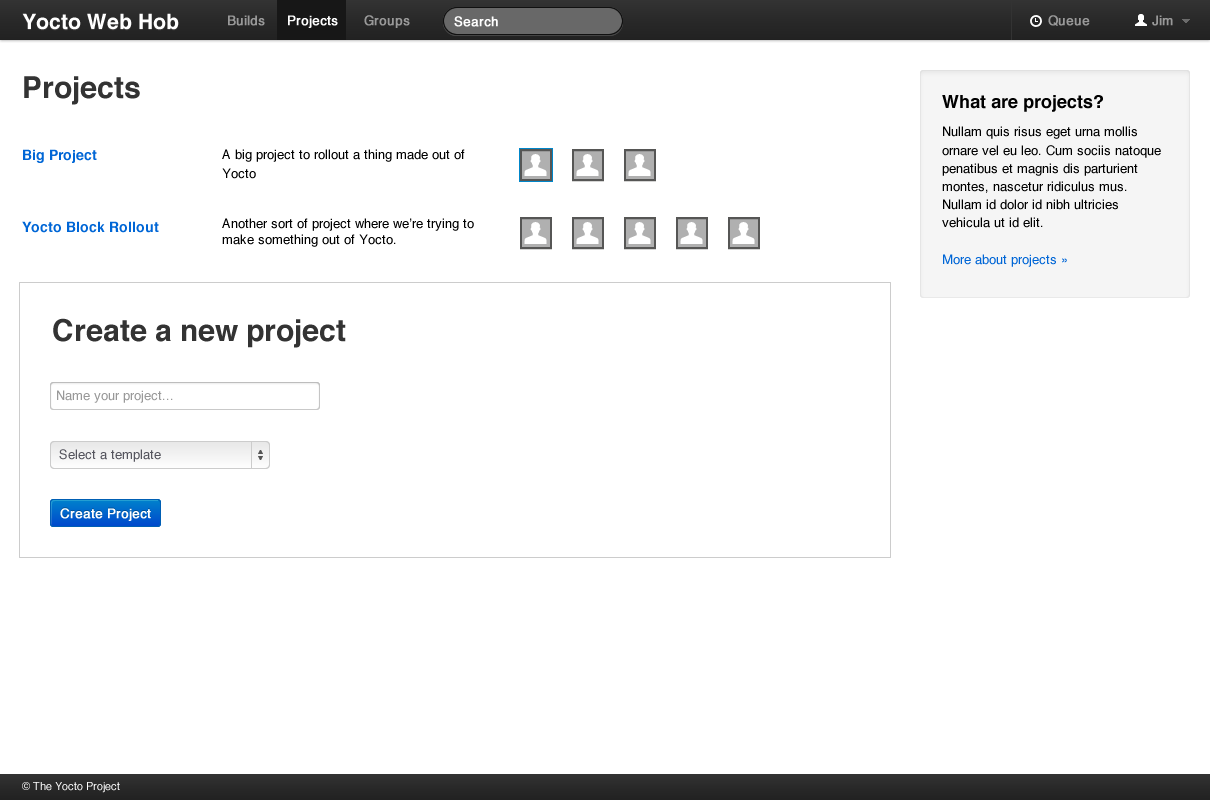 Yocto Web Hob
Builds
Projects
Groups
Search
Queue
Jim
Projects
Big Project
A big project to rollout a thing made out of
Yocto
Yocto Block Rollout
Another sort of project where we’re trying to
make something out of Yocto.
Create a new project
Name your project...
Select a template
Create Project
What are projects?
Nullam quis risus eget urna mollis
ornare vel eu leo. Cum sociis natoque
penatibus et magnis dis parturient
montes, nascetur ridiculus mus.
Nullam id dolor id nibh ultricies
vehicula ut id elit.
More about projects »
© The Yocto Project